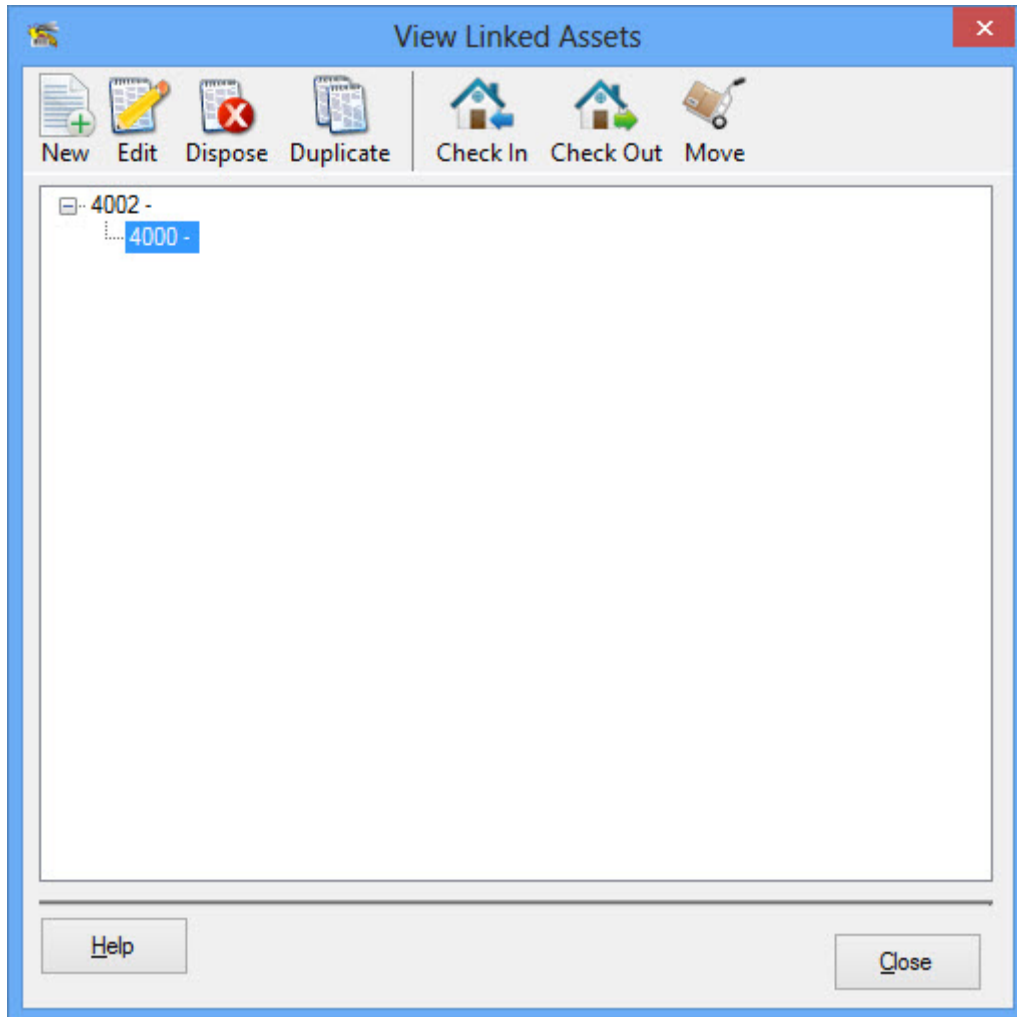 View Linked Assets
New Edit Dispose Duplicate Check In Check Out Move
4002 -
4000 -
Help
Close